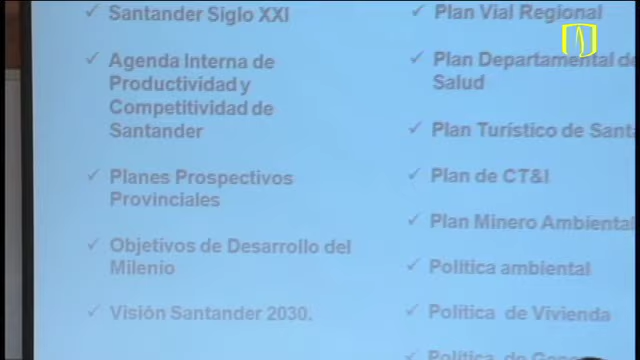 Santander Siglo XXI
Agenda Interna de
Productividad y
Competitividad de
Santander
Planes Prospectivos
Provinciales
Objetivos de Desarrollo del
Milenio
Visión Santander 2030.
Plan Vial Regional
Plan Departamental de
Salud
Plan Turístico de
Plan de CT&I
Plan Minero Ambiental
Política ambiental
Política de Vivienda
Política de